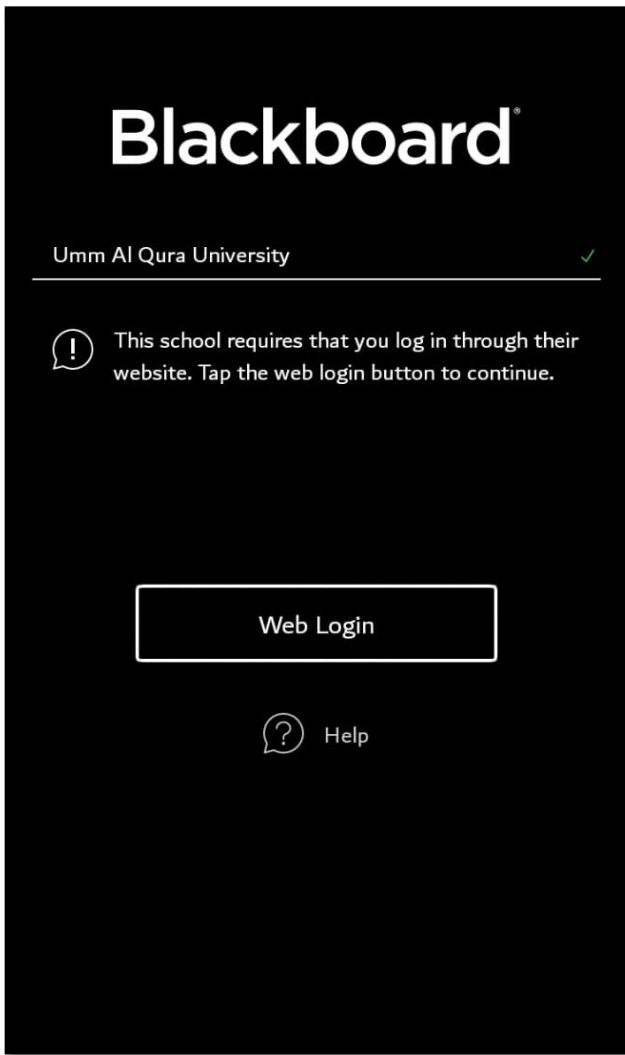 Blackboard®
Umm Al Qura University
This school requires that you log in through their
website. Tap the web login button to continue.
Web Login
Help